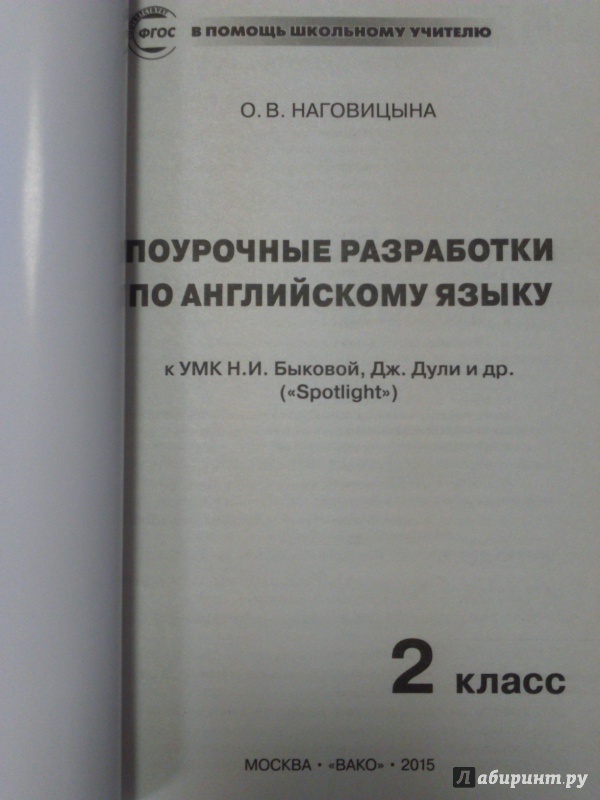 ФГОС
В ПОМОЩЬ ШКОЛЬНОМУ УЧИТЕЛЮ
О. В. НАГОВИЦЫНА
ПОУРОЧНЫЕ РАЗРАБОТКИ
ПО АНГЛИЙСКОМУ ЯЗЫКУ
к УМК Н.И. Быковой, Дж. Дули и др.
(«Spotlight»)
2 класс
МОСКВА • «ВАКО» • 2015
Лабиринт.ру